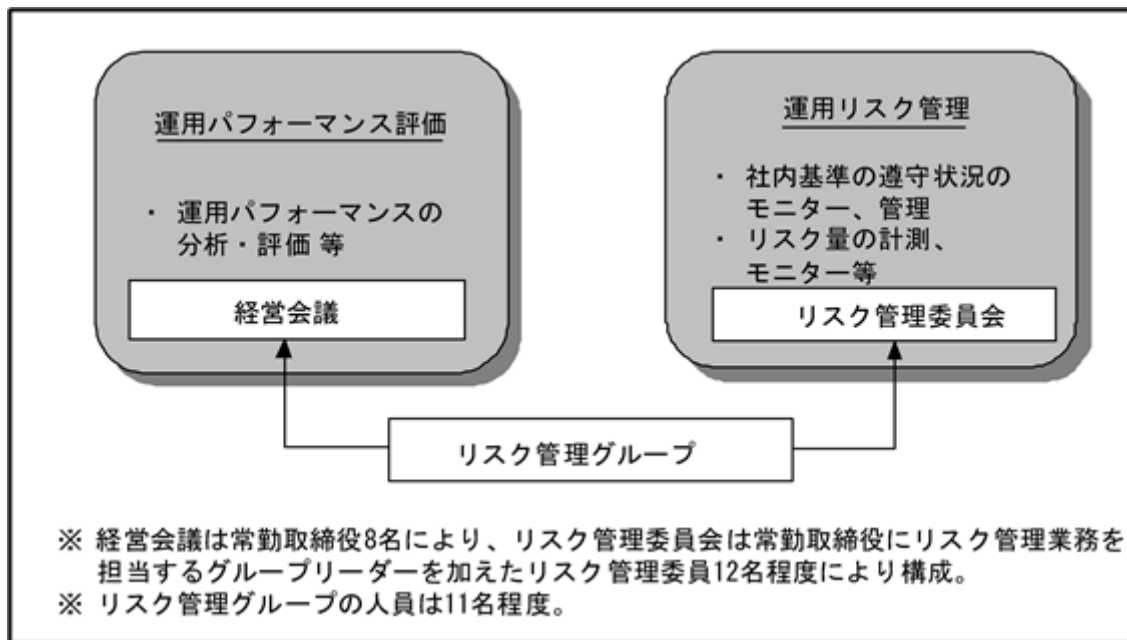 運用パフォーマンス評価
・ 運用パフォーマンスの
分析・評価 等
経営会議
運用リスク管理
・ 社内基準の遵守状況の
モニター、管理
・ リスク量の計測、
モニター等
リスク管理委員会
リスク管理グループ
※ 経営会議は常勤取締役8名により、リスク管理委員会は常勤取締役にリスク管理業務を
担当するグループリーダーを加えたリスク管理委員12名程度により構成。
※ リスク管理グループの人員は11名程度。